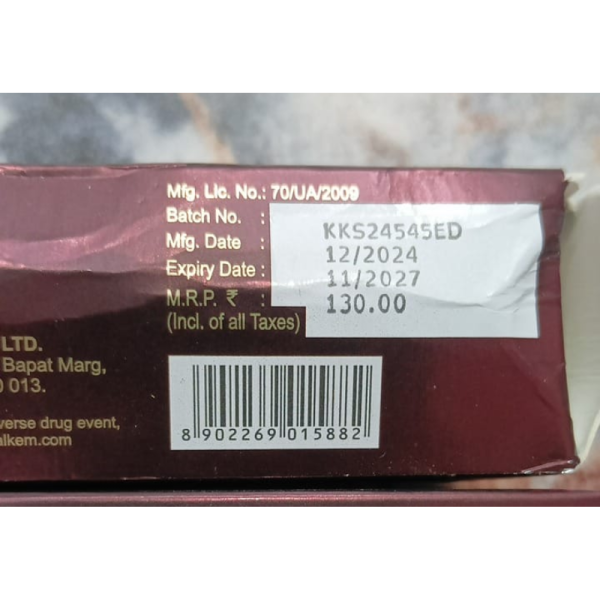 Mfg. Lic. No.: 70/UA/2009
Batch No. : KKS24545ED
Mfg. Date : 12/2024
Expiry Date : 11/2027
M.R.P. ₹ : 130.00
(Incl. of all Taxes)
LTD.
Bapat Marg,
013.
verse drug event,
alkem.com
8 902269 015882